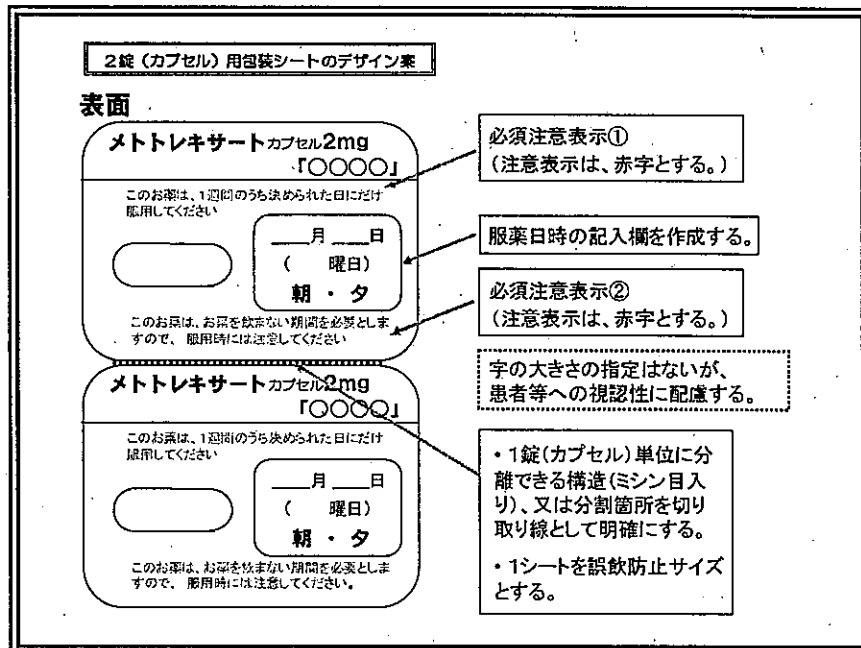 2錠（カプセル）用包装シートのデザイン案
表面
メトトレキサートカプセル2mg
『〇〇〇〇』
このお薬は、1週間のうち決められた日にだけ
服用してください
＿＿月＿＿日
（　　曜日）
朝・夕
このお薬は、お薬を飲まない期間を必要としま
すので、服用時には注意してください
メトトレキサートカプセル2mg
『〇〇〇〇』
このお薬は、1週間のうち決められた日にだけ
服用してください
＿＿月＿＿日
（　　曜日）
朝・夕
このお薬は、お薬を飲まない期間を必要としま
すので、服用時には注意してください。
必須注意表示①
（注意表示は、赤字とする。）
服薬日時の記入欄を作成する。
必須注意表示②
（注意表示は、赤字とする。）
字の大きさの指定はないが、
患者等への視認性に配慮する。
・1錠（カプセル）単位に分
離できる構造（ミシン目入
り）、又は分割箇所を切り
取り線として明確にする。
・1シートを誤飲防止サイズ
とする。